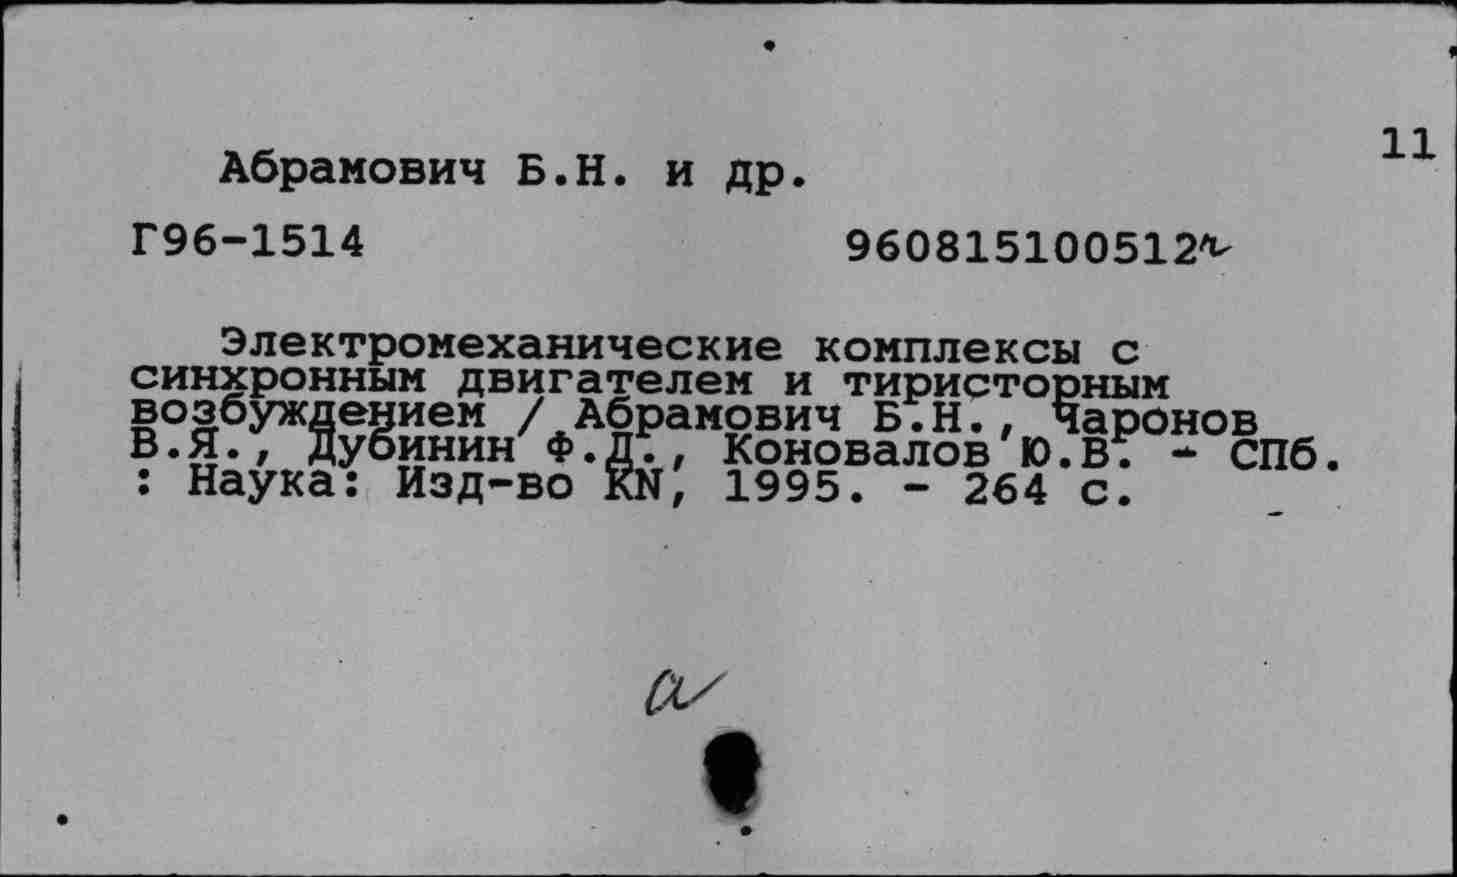 11
Абрамович Б.Н. и др.
Г96-1514 960815100512
Электромеханические комплексы с
синхронным двигателем и тиристорным
возбуждением / Абрамович Б.Н., Чаронов
В.Я., Дубинин Ф.Д., Коновалов Ю.В. - СПб.
: Наука: Изд-во KN, 1995. - 264 с.